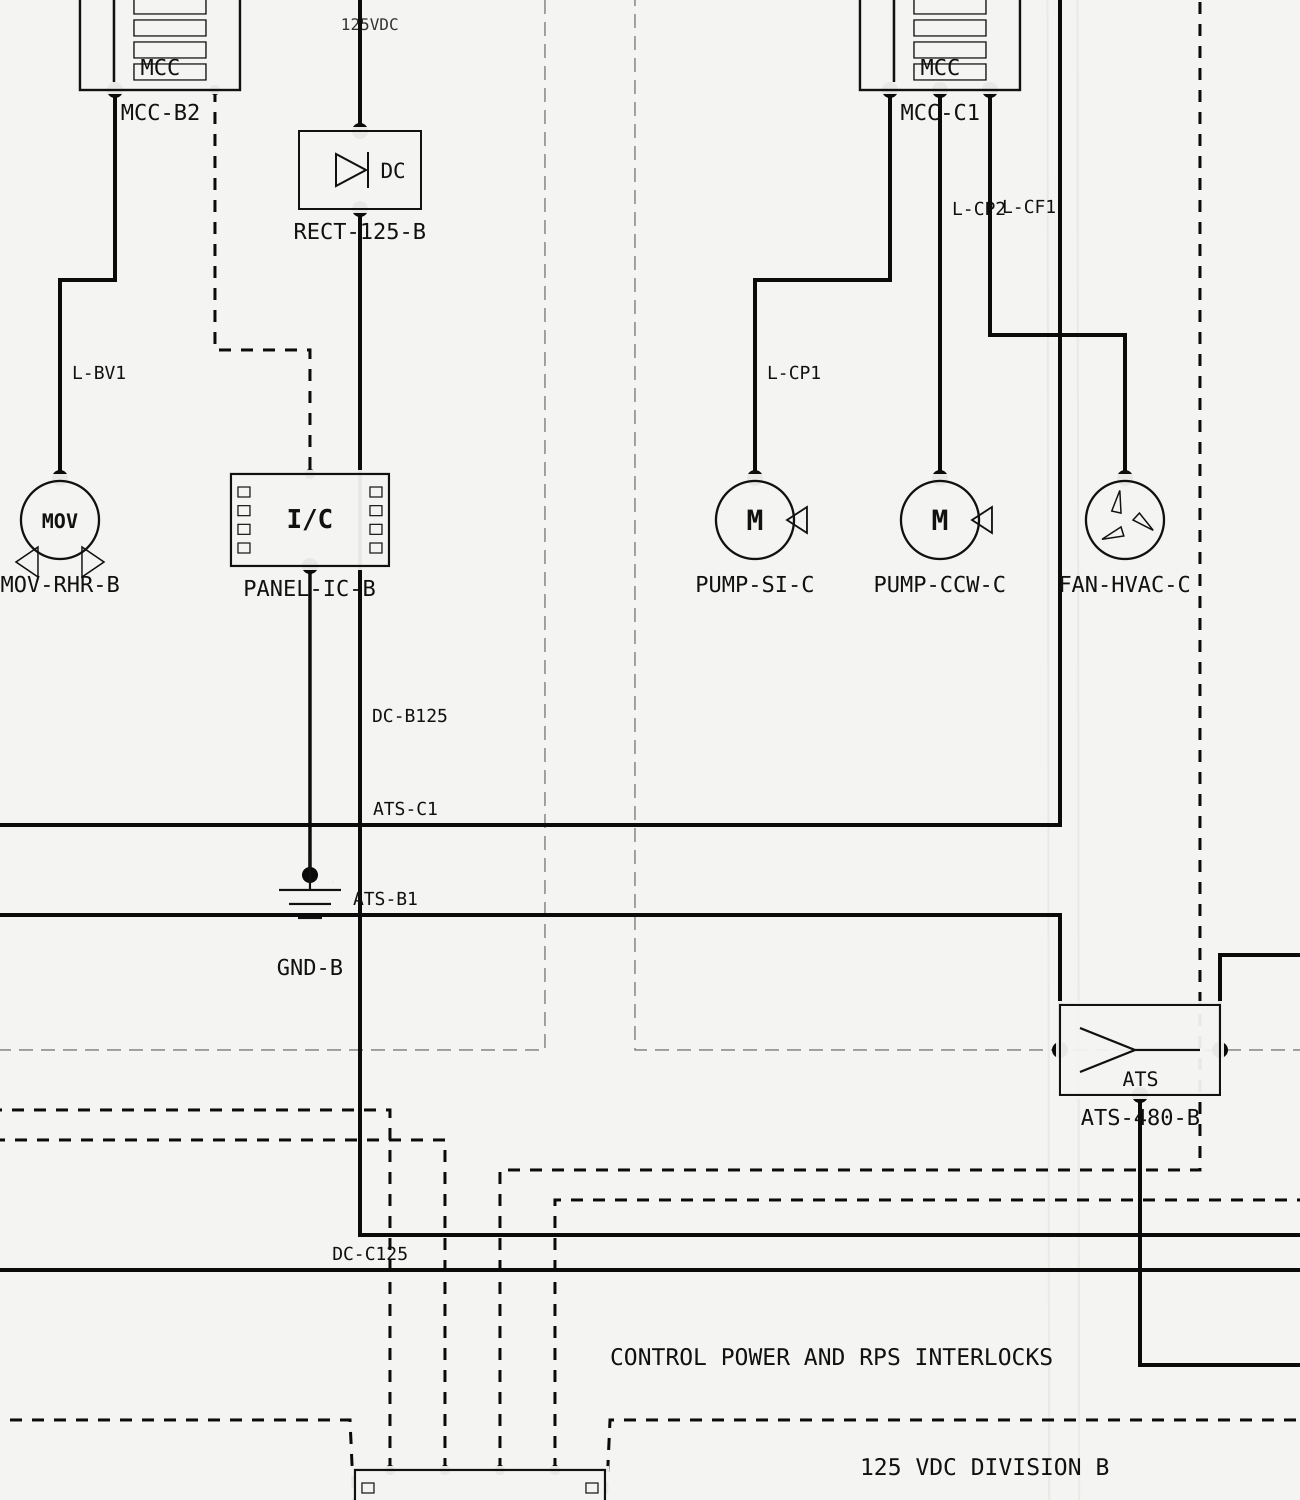 125VDC
MCC
MCC
MCC-B2
MCC-C1
DC
RECT-125-B
L-CP2
L-CF1
L-BV1
L-CP1
MOV
I/C
M
M
MOV-RHR-B
PANEL-IC-B
PUMP-SI-C
PUMP-CCW-C
FAN-HVAC-C
DC-B125
ATS-C1
ATS-B1
GND-B
ATS
ATS-480-B
DC-C125
CONTROL POWER AND RPS INTERLOCKS
125 VDC DIVISION B